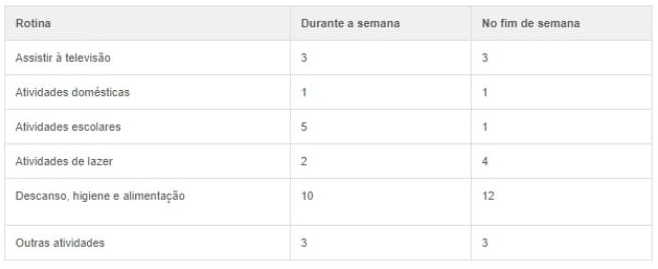 Rotina Durante a semana No fim de semana
Assistir à televisão 3 3
Atividades domésticas 1 1
Atividades escolares 5 1
Atividades de lazer 2 4
Descanso, higiene e alimentação 10 12
Outras atividades 3 3